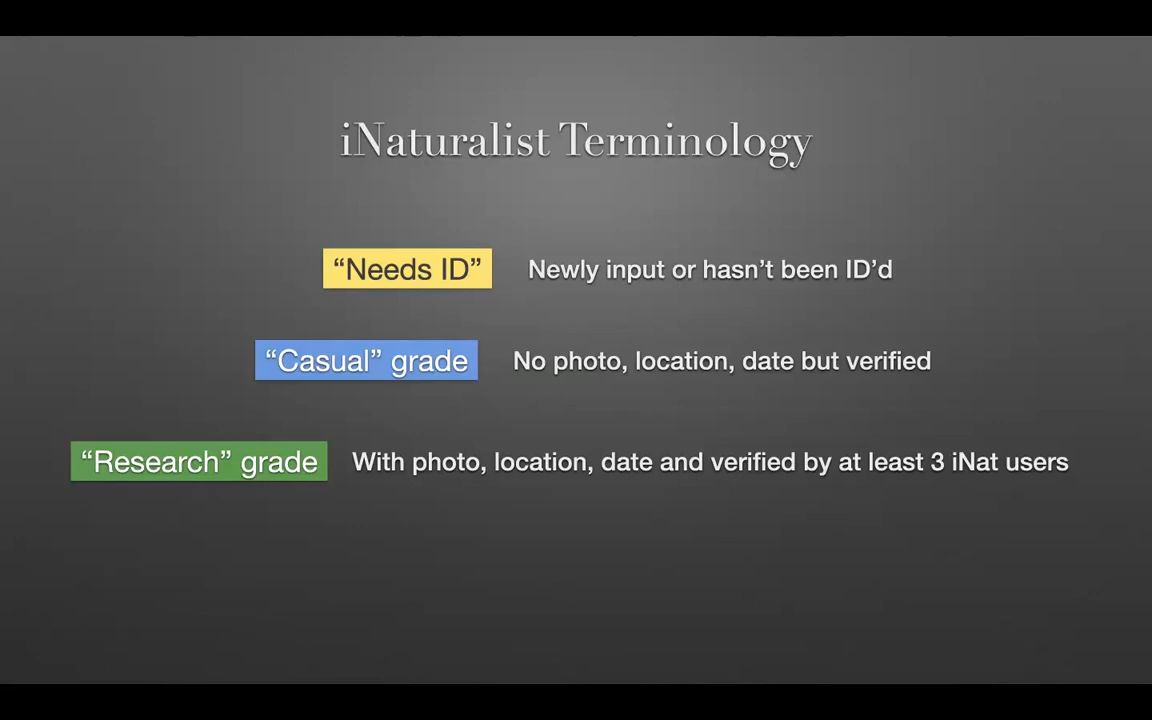 iNaturalist Terminology
“Needs ID” Newly input or hasn’t been ID’d
“Casual” grade No photo, location, date but verified
“Research” grade With photo, location, date and verified by at least 3 iNat users